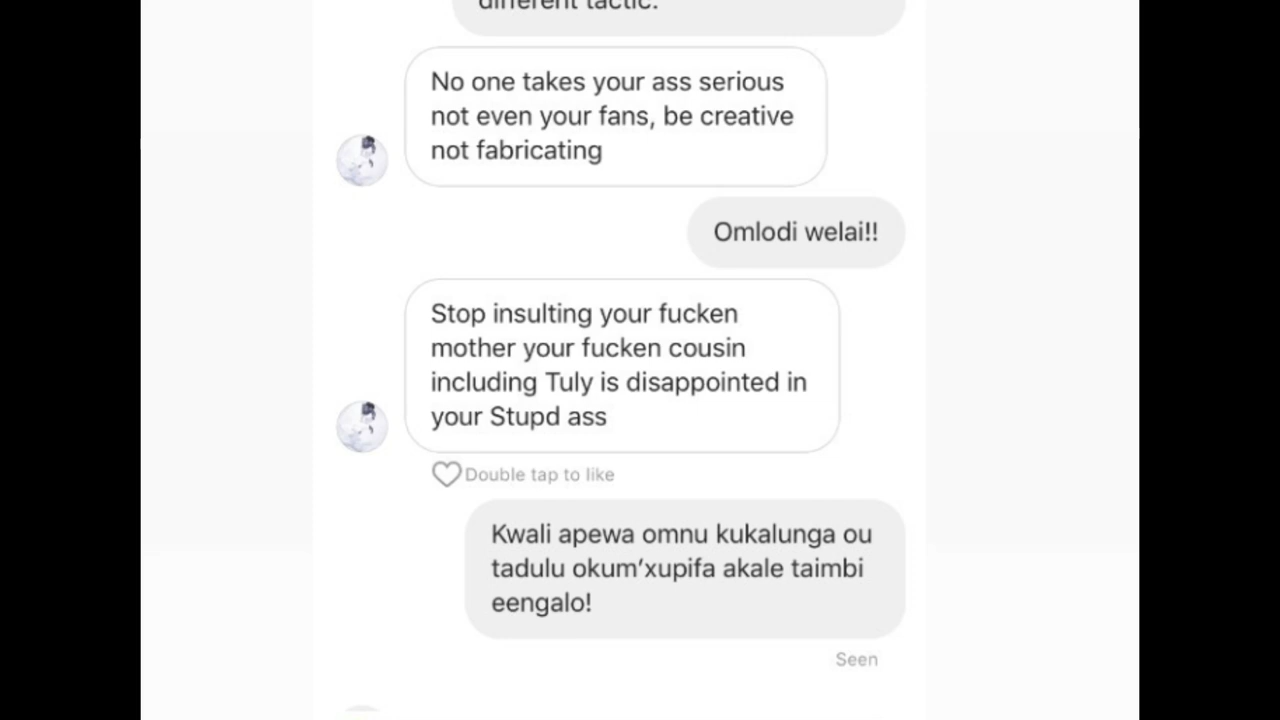 different tactic.
No one takes your ass serious
not even your fans, be creative
not fabricating
Omlodi welai!!
Stop insulting your fucken
mother your fucken cousin
including Tuly is disappointed in
your Stupd ass
Double tap to like
Kwali apewa omnu kukalunga ou
tadulu okum’xupifa akale taimbi
eengalo!
Seen